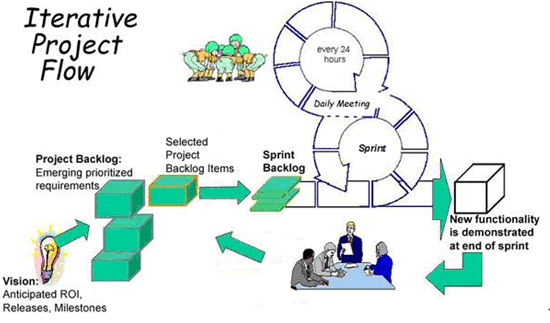 Iterative
Project
Flow
every 24
hours
Daily Meeting
Sprint
Selected
Project
Backlog Items
Sprint
Backlog
Project Backlog:
Emerging prioritized
requirements
New functionality
is demonstrated
at end of sprint
Vision:
Anticipated ROI,
Releases, Milestones